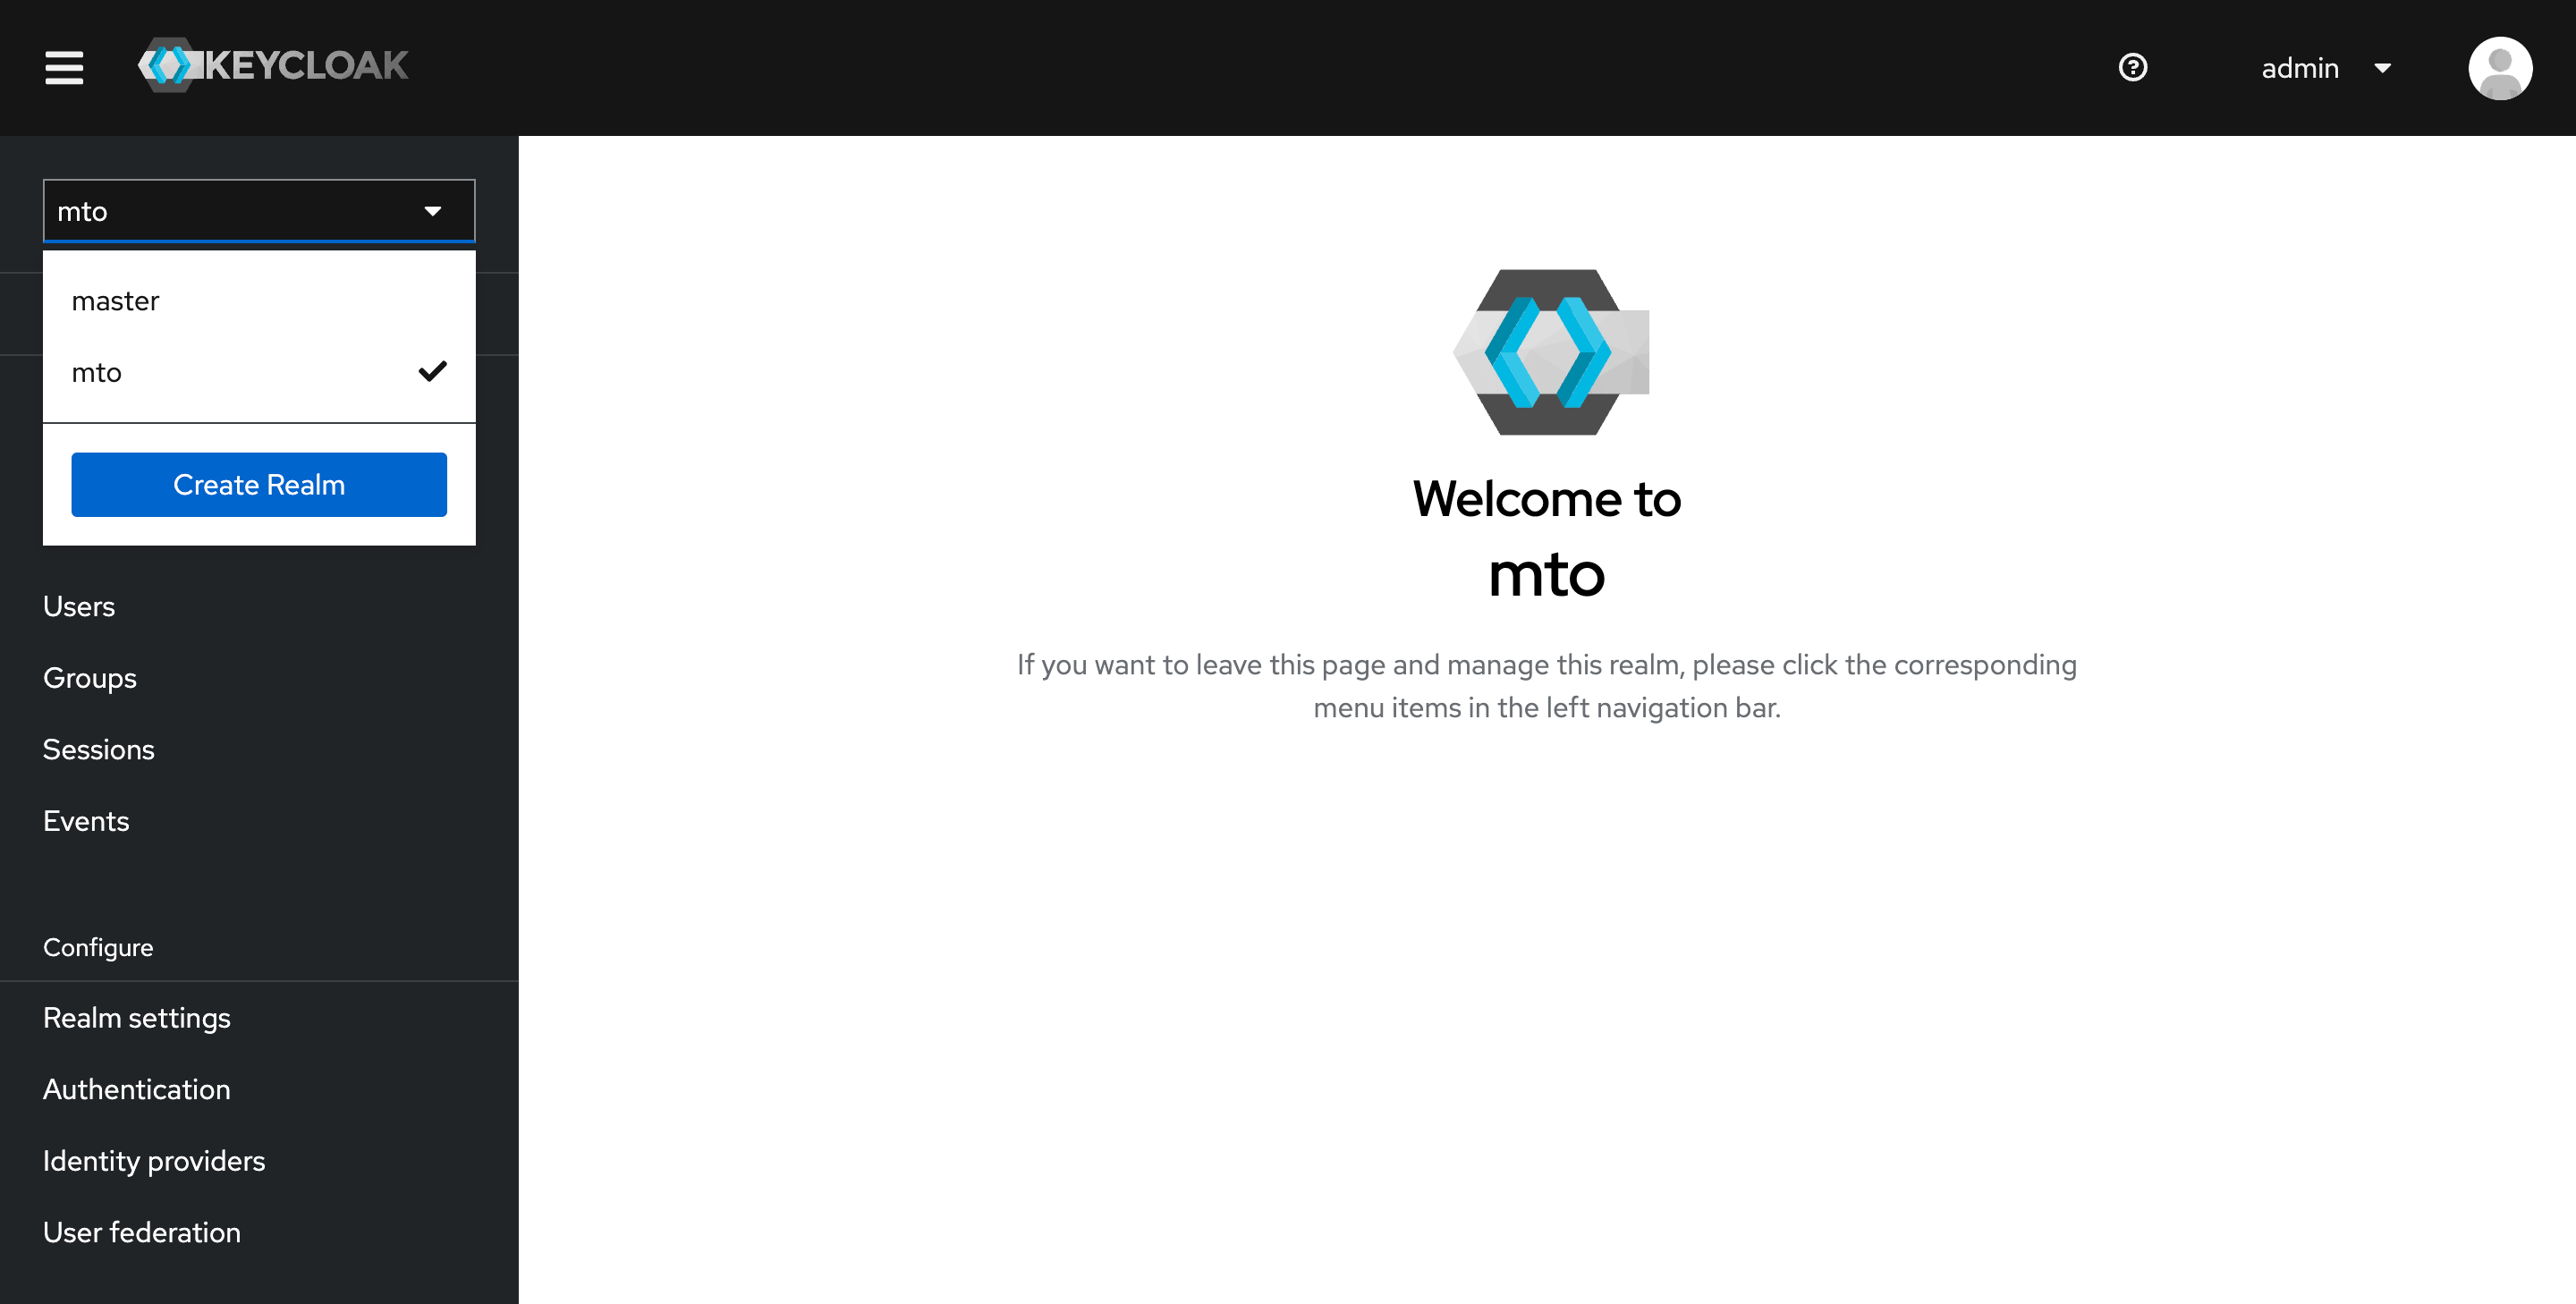 KEYCLOAK
admin
mto
master
mto
Create Realm
Users
Groups
Sessions
Events
Configure
Realm settings
Authentication
Identity providers
User federation
Welcome to
mto
If you want to leave this page and manage this realm, please click the corresponding
menu items in the left navigation bar.